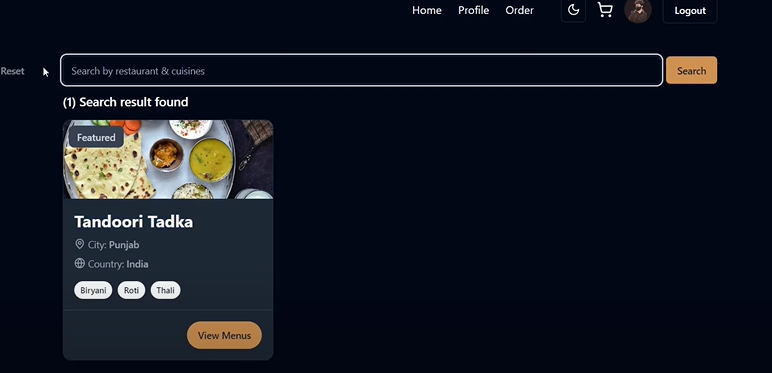 Home Profile Order Logout
Reset
Search by restaurant & cuisines Search
(1) Search result found
Featured
Tandoori Tadka
City: Punjab
Country: India
Biryani Roti Thali
View Menus